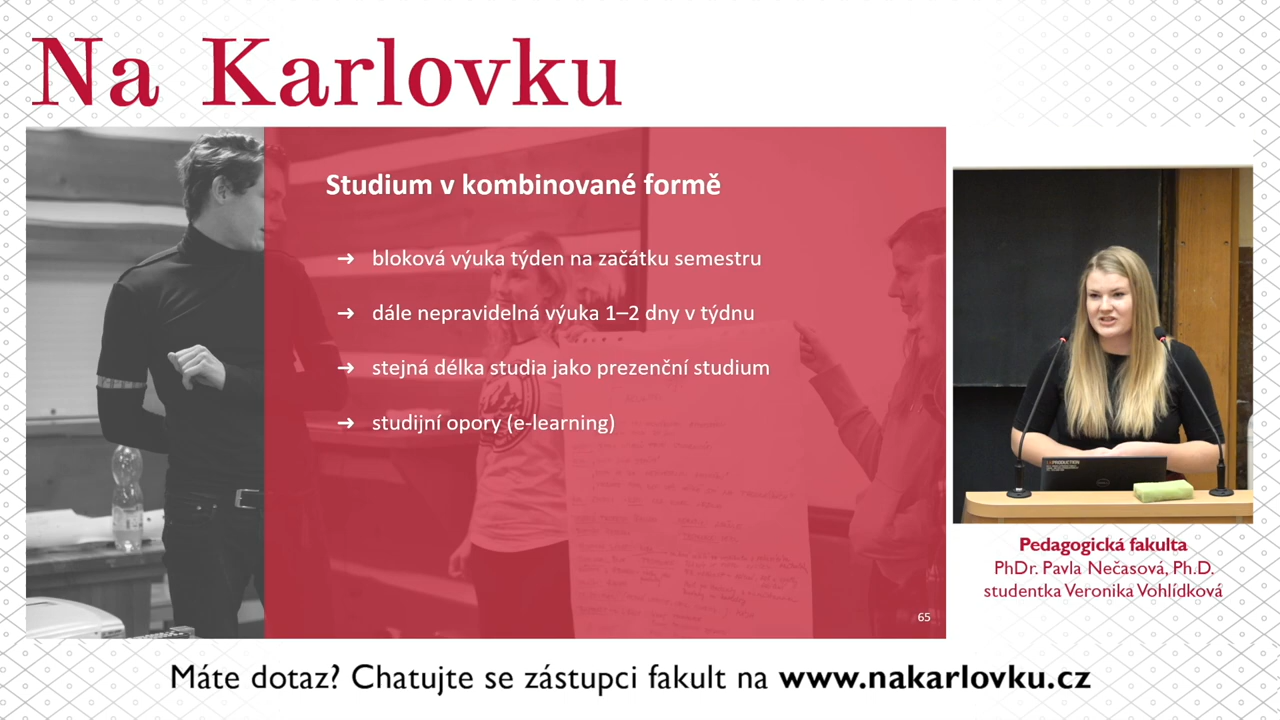 Na Karlovku
Studium v kombinované formě
➔ bloková výuka týden na začátku semestru
➔ dále nepravidelná výuka 1–2 dny v týdnu
➔ stejná délka studia jako prezenční studium
➔ studijní opory (e-learning)
65
Pedagogická fakulta
PhDr. Pavla Nečasová, Ph.D.
studentka Veronika Vohlídková
Máte dotaz? Chatujte se zástupci fakult na www.nakarlovku.cz